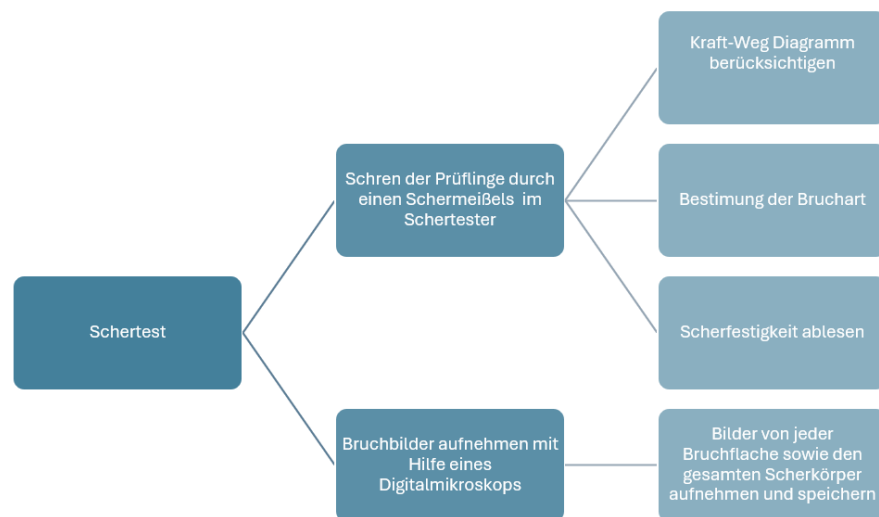 Kraft-Weg Diagramm
berücksichtigen
Schren der Prüflinge durch
einen Schermeißels im
Schertester
Bestimung der Bruchart
Schertest
Scherfestigkeit ablesen
Bruchbilder aufnehmen mit
Hilfe eines
Digitalmikroskops
Bilder von jeder
Bruchflache sowie den
gesamten Scherkörper
aufnehmen und speichern